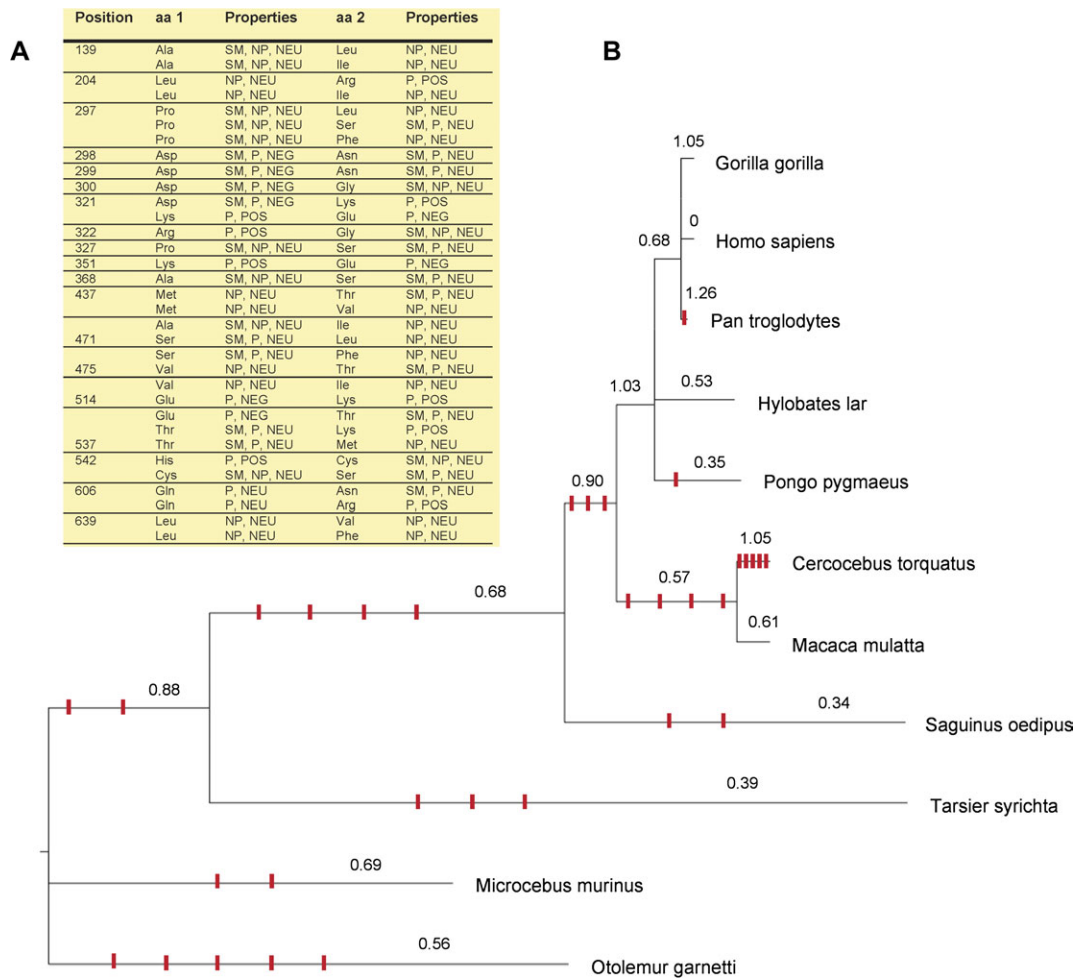 A
Position aa 1 Properties aa 2 Properties
139 Ala SM, NP, NEU Leu NP, NEU
Ala SM, NP, NEU Ile NP, NEU
204 Leu NP, NEU Arg P, POS
Leu NP, NEU Ile NP, NEU
297 Pro SM, NP, NEU Leu NP, NEU
Pro SM, NP, NEU Ser SM, P, NEU
Pro SM, NP, NEU Phe NP, NEU
298 Asp SM, P, NEG Asn SM, P, NEU
299 Asp SM, P, NEG Asn SM, P, NEU
300 Asp SM, P, NEG Gly SM, NP, NEU
321 Asp SM, P, NEG Lys P, POS
Lys P, POS Glu P, NEG
322 Arg P, POS Gly SM, NP, NEU
327 Pro SM, NP, NEU Ser SM, P, NEU
351 Lys P, POS Glu P, NEG
368 Ala SM, NP, NEU Ser SM, P, NEU
437 Met NP, NEU Thr SM, P, NEU
Met NP, NEU Val NP, NEU
Ala SM, NP, NEU Ile NP, NEU
471 Ser SM, P, NEU Leu NP, NEU
Ser SM, P, NEU Phe NP, NEU
475 Val NP, NEU Thr SM, P, NEU
Val NP, NEU Ile NP, NEU
514 Glu P, NEG Lys P, POS
Glu P, NEG Thr SM, P, NEU
Thr SM, P, NEU Lys P, POS
537 Thr SM, P, NEU Met NP, NEU
542 His P, POS Cys SM, NP, NEU
Cys SM, NP, NEU Ser SM, P, NEU
606 Gln P, NEU Asn SM, P, NEU
Gln P, NEU Arg P, POS
639 Leu NP, NEU Val NP, NEU
Leu NP, NEU Phe NP, NEU
B
1.05
Gorilla gorilla
0
0.68
Homo sapiens
1.26
Pan troglodytes
1.03
0.53
Hylobates lar
0.90
0.35
Pongo pygmaeus
1.05
Cercocebus torquatus
0.57
0.68
0.61
Macaca mulatta
0.88
0.34
Saguinus oedipus
0.39
Tarsier syrichta
0.69
Microcebus murinus
0.56
Otolemur garnetti